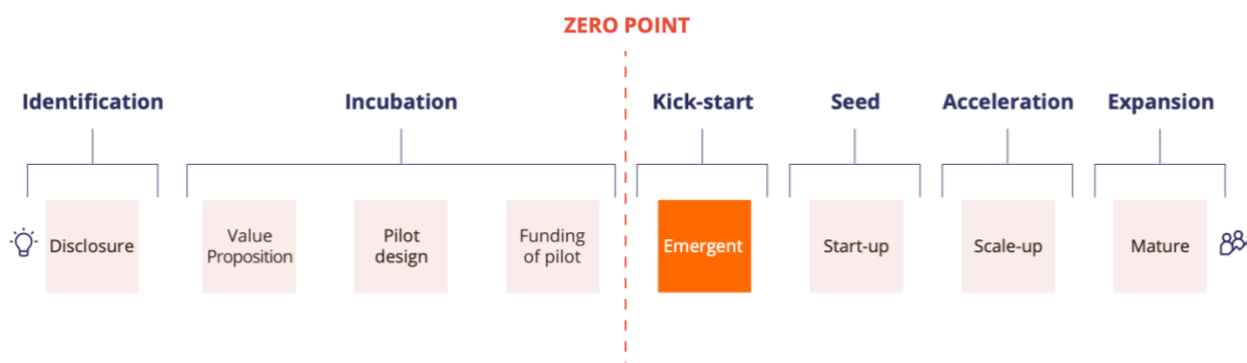 ZERO POINT
Identification
Incubation
Kick-start
Seed
Acceleration
Expansion
Disclosure
Value
Proposition
Pilot
design
Funding
of pilot
Emergent
Start-up
Scale-up
Mature